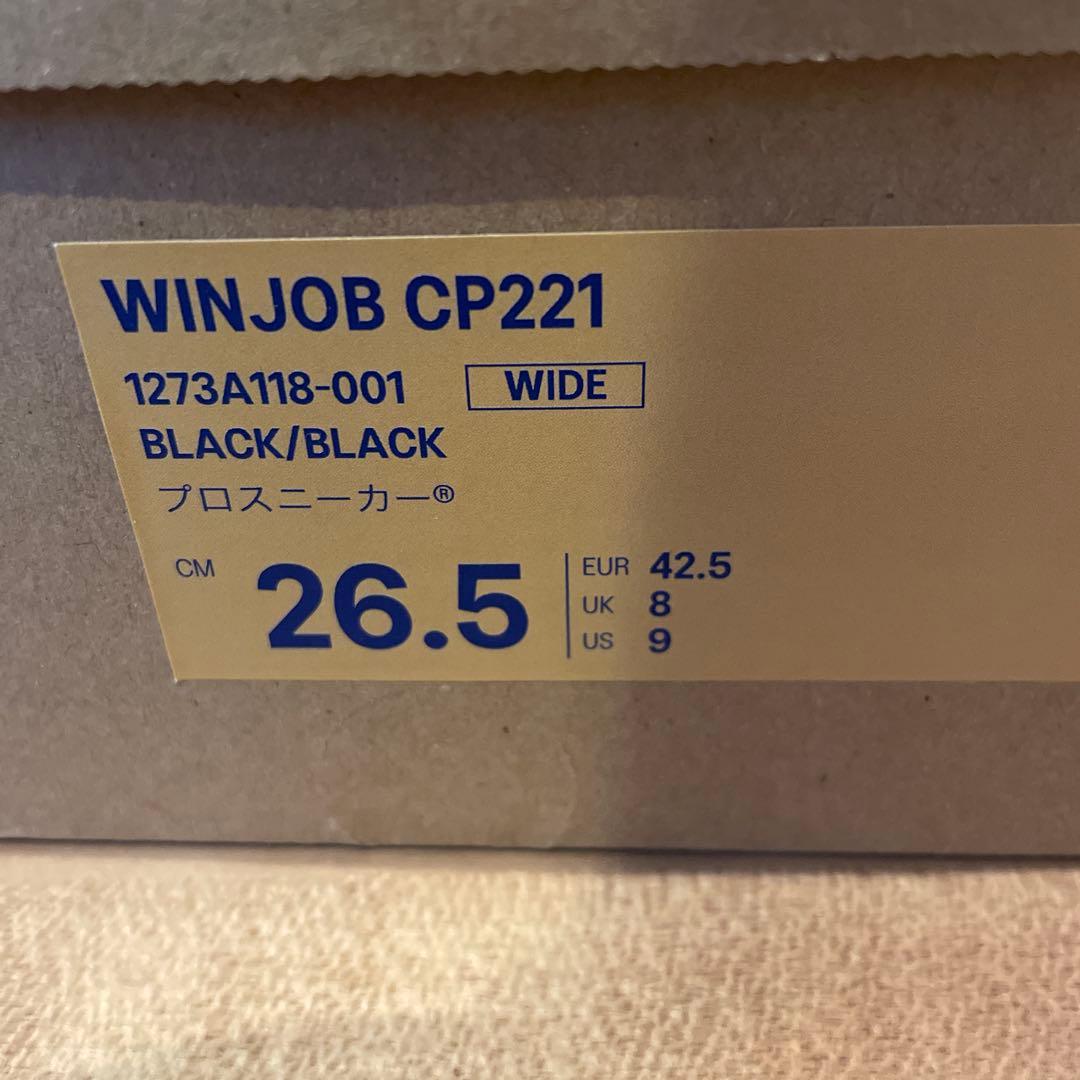 WINJOB CP221
1273A118-001 WIDE
BLACK/BLACK
プロスニーカー®
CM 26.5
EUR 42.5
UK 8
US 9